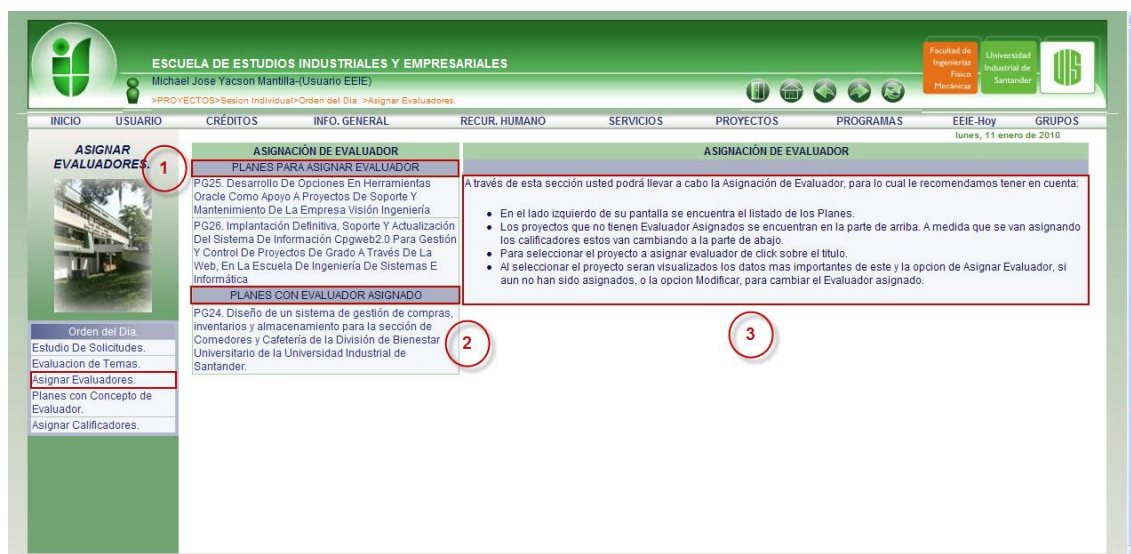 ESCUELA DE ESTUDIOS INDUSTRIALES Y EMPRESARIALES
Michael Jose Yacson Mantilla-(Usuario EEIE)
>PROYECTOS>Sesion Individual>Orden del Dia. >Asignar Evaluadores.
Facultad de
Ingenierías
Físico
Mecánicas
Universidad
Industrial de
Santander
UIS
INICIO USUARIO CRÉDITOS INFO. GENERAL RECUR. HUMANO SERVICIOS PROYECTOS PROGRAMAS EEIE-Hoy GRUPOS
lunes, 11 enero de 2010
ASIGNAR
EVALUADORES.
1
Orden del Dia.
Estudio De Solicitudes.
Evaluacion de Temas.
Asignar Evaluadores.
Planes con Concepto de
Evaluador.
Asignar Calificadores.
ASIGNACIÓN DE EVALUADOR
PLANES PARA ASIGNAR EVALUADOR
PG25. Desarrollo De Opciones En Herramientas
Oracle Como Apoyo A Proyectos De Soporte Y
Mantenimiento De La Empresa Visión Ingeniería
PG26. Implantación Definitiva, Soporte Y Actualización
Del Sistema De Información Cpgweb2.0 Para Gestión
Y Control De Proyectos De Grado A Través De La
Web, En La Escuela De Ingeniería De Sistemas E
Informática
PLANES CON EVALUADOR ASIGNADO
PG24. Diseño de un sistema de gestión de compras,
inventarios y almacenamiento para la sección de
Comedores y Cafetería de la División de Bienestar
Universitario de la Universidad Industrial de
Santander.
2
ASIGNACIÓN DE EVALUADOR
A través de esta sección usted podrá llevar a cabo la Asignación de Evaluador, para lo cual le recomendamos tener en cuenta:
• En el lado izquierdo de su pantalla se encuentra el listado de los Planes.
• Los proyectos que no tienen Evaluador Asignados se encuentran en la parte de arriba. A medida que se van asignando
los calificadores estos van cambiando a la parte de abajo.
• Para seleccionar el proyecto a asignar evaluador de click sobre el titulo.
• Al seleccionar el proyecto seran visualizados los datos mas importantes de este y la opcion de Asignar Evaluador, si
aun no han sido asignados, o la opcion Modificar, para cambiar el Evaluador asignado.
3